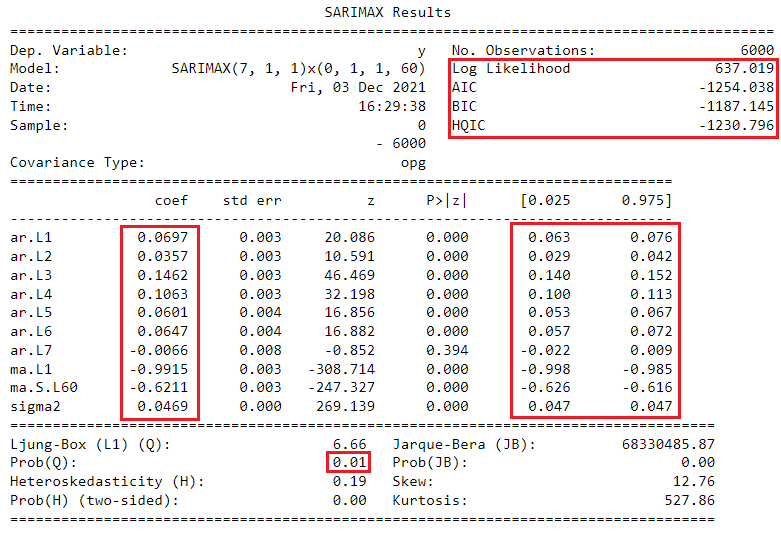 SARIMAX Results
==========================================================================================
Dep. Variable: y No. Observations: 6000
Model: SARIMAX(7, 1, 1)x(0, 1, 1, 60) Log Likelihood 637.019
Date: Fri, 03 Dec 2021 AIC -1254.038
Time: 16:29:38 BIC -1187.145
Sample: 0 HQIC -1230.796
- 6000
Covariance Type: opg
==============================================================================
coef std err z P>|z| [0.025 0.975]
------------------------------------------------------------------------------
ar.L1 0.0697 0.003 20.086 0.000 0.063 0.076
ar.L2 0.0357 0.003 10.591 0.000 0.029 0.042
ar.L3 0.1462 0.003 46.469 0.000 0.140 0.152
ar.L4 0.1063 0.003 32.198 0.000 0.100 0.113
ar.L5 0.0601 0.004 16.856 0.000 0.053 0.067
ar.L6 0.0647 0.004 16.882 0.000 0.057 0.072
ar.L7 -0.0066 0.008 -0.852 0.394 -0.022 0.009
ma.L1 -0.9915 0.003 -308.714 0.000 -0.998 -0.985
ma.S.L60 -0.6211 0.003 -247.327 0.000 -0.626 -0.616
sigma2 0.0469 0.000 269.139 0.000 0.047 0.047
===================================================================================
Ljung-Box (L1) (Q): 6.66 Jarque-Bera (JB): 68330485.87
Prob(Q): 0.01 Prob(JB): 0.00
Heteroskedasticity (H): 0.19 Skew: 12.76
Prob(H) (two-sided): 0.00 Kurtosis: 527.86
===================================================================================